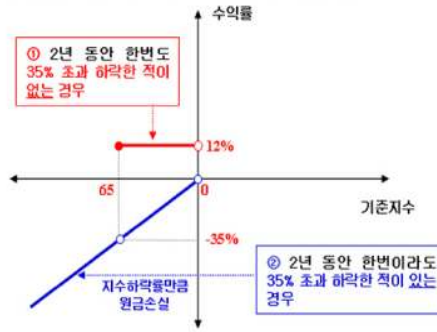 수익률
① 2년 동안 한번도
35% 초과 하락한 적이
없는 경우
12%
65
0
기준지수
-35%
② 2년 동안 한번이라도
35% 초과 하락한 적이 있는
경우
지수하락률만큼
원금손실